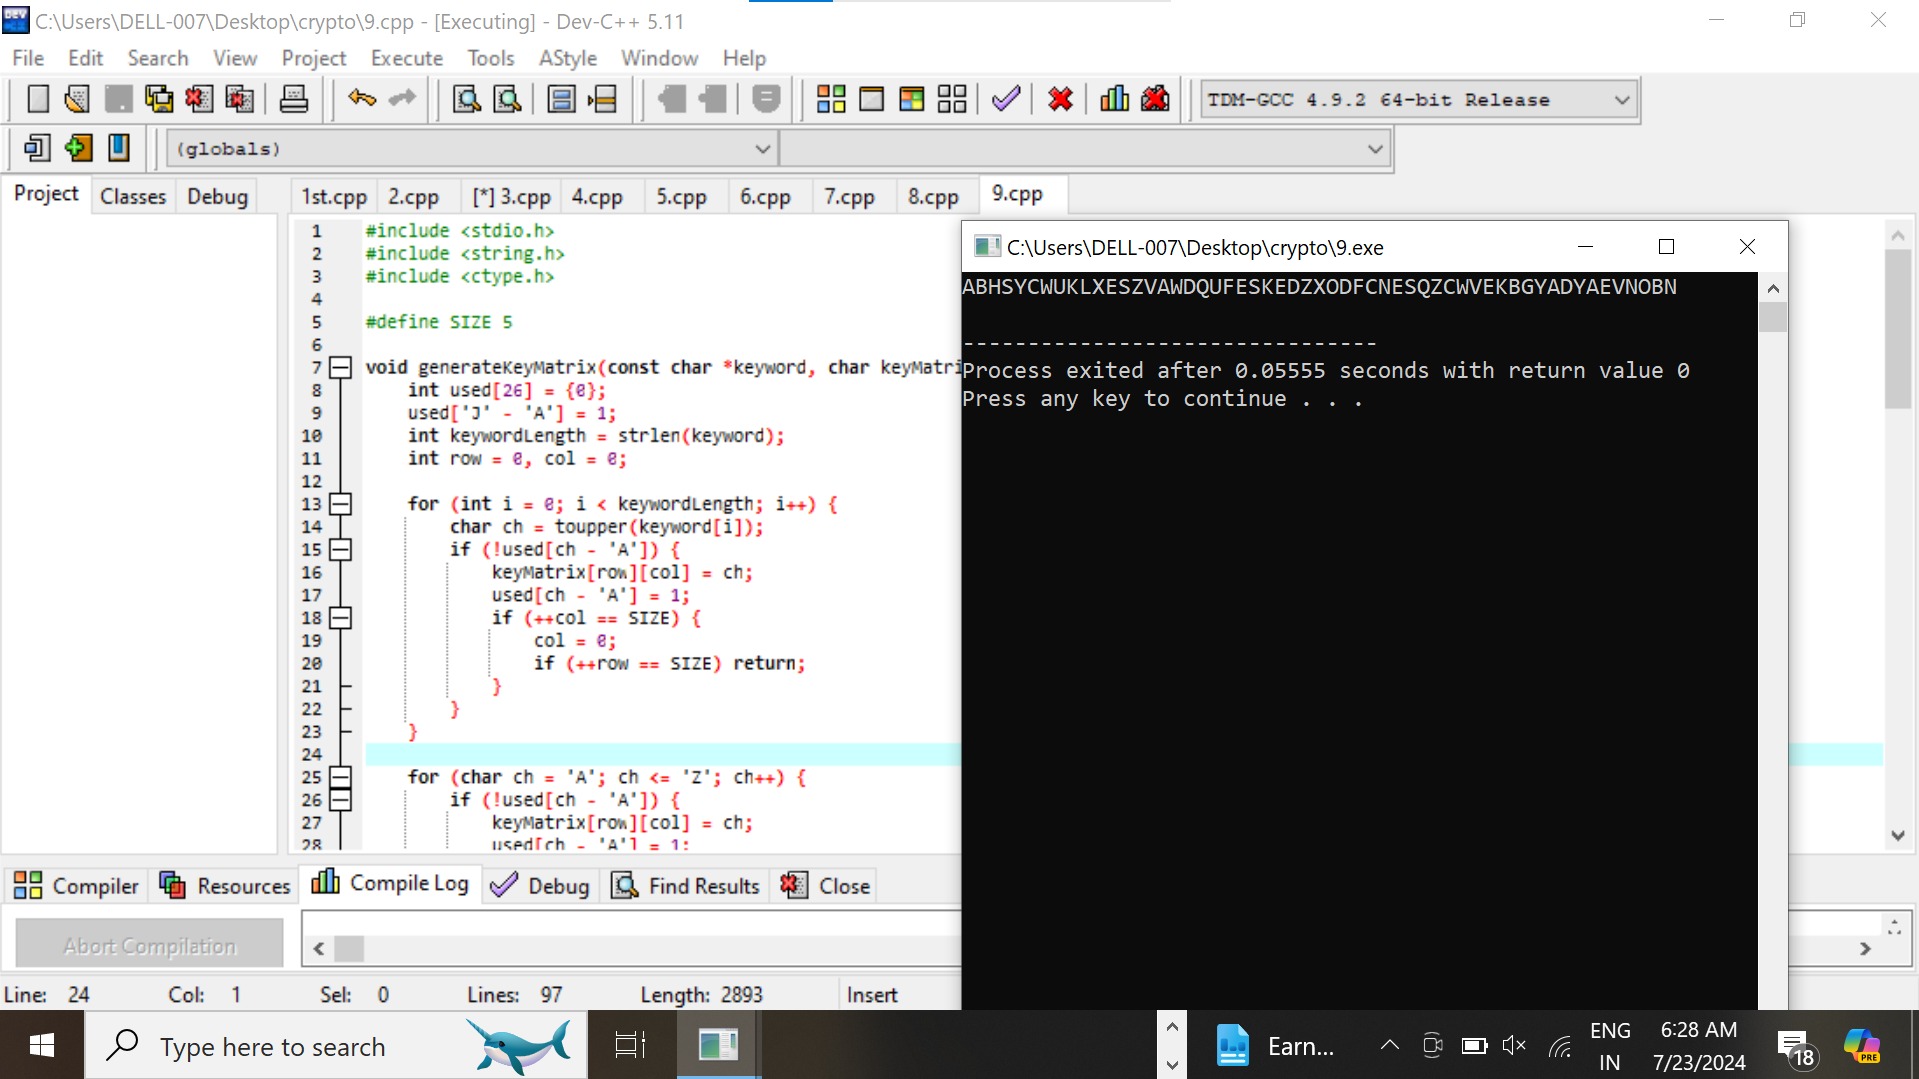 C:\Users\DELL-007\Desktop\crypto\9.cpp - [Executing] - Dev-C++ 5.11
File Edit Search View Project Execute Tools AStyle Window Help
TDM-GCC 4.9.2 64-bit Release
(globals)
Project Classes Debug
1st.cpp 2.cpp [*] 3.cpp 4.cpp 5.cpp 6.cpp 7.cpp 8.cpp 9.cpp
1 #include <stdio.h>
2 #include <string.h>
3 #include <ctype.h>
4
5 #define SIZE 5
6
7 void generateKeyMatrix(const char *keyword, char keyMatri
8 int used[26] = {0};
9 used['J' - 'A'] = 1;
10 int keywordLength = strlen(keyword);
11 int row = 0, col = 0;
12
13 for (int i = 0; i < keywordLength; i++) {
14 char ch = toupper(keyword[i]);
15 if (!used[ch - 'A']) {
16 keyMatrix[row][col] = ch;
17 used[ch - 'A'] = 1;
18 if (++col == SIZE) {
19 col = 0;
20 if (++row == SIZE) return;
21 }
22 }
23 }
24
25 for (char ch = 'A'; ch <= 'Z'; ch++) {
26 if (!used[ch - 'A']) {
27 keyMatrix[row][col] = ch;
28 used[ch - 'A'] = 1;
C:\Users\DELL-007\Desktop\crypto\9.exe
ABHSYCWUKLXESZVAWDQUFESKEDZXODFCNESQZCWVEKBGYADYAEVNOBN
--------------------------------
Process exited after 0.05555 seconds with return value 0
Press any key to continue . . .
Compiler Resources Compile Log Debug Find Results Close
Abort Compilation
Line: 24 Col: 1 Sel: 0 Lines: 97 Length: 2893 Insert
Type here to search
Earn...
ENG
IN
6:28 AM
7/23/2024
18
PRE